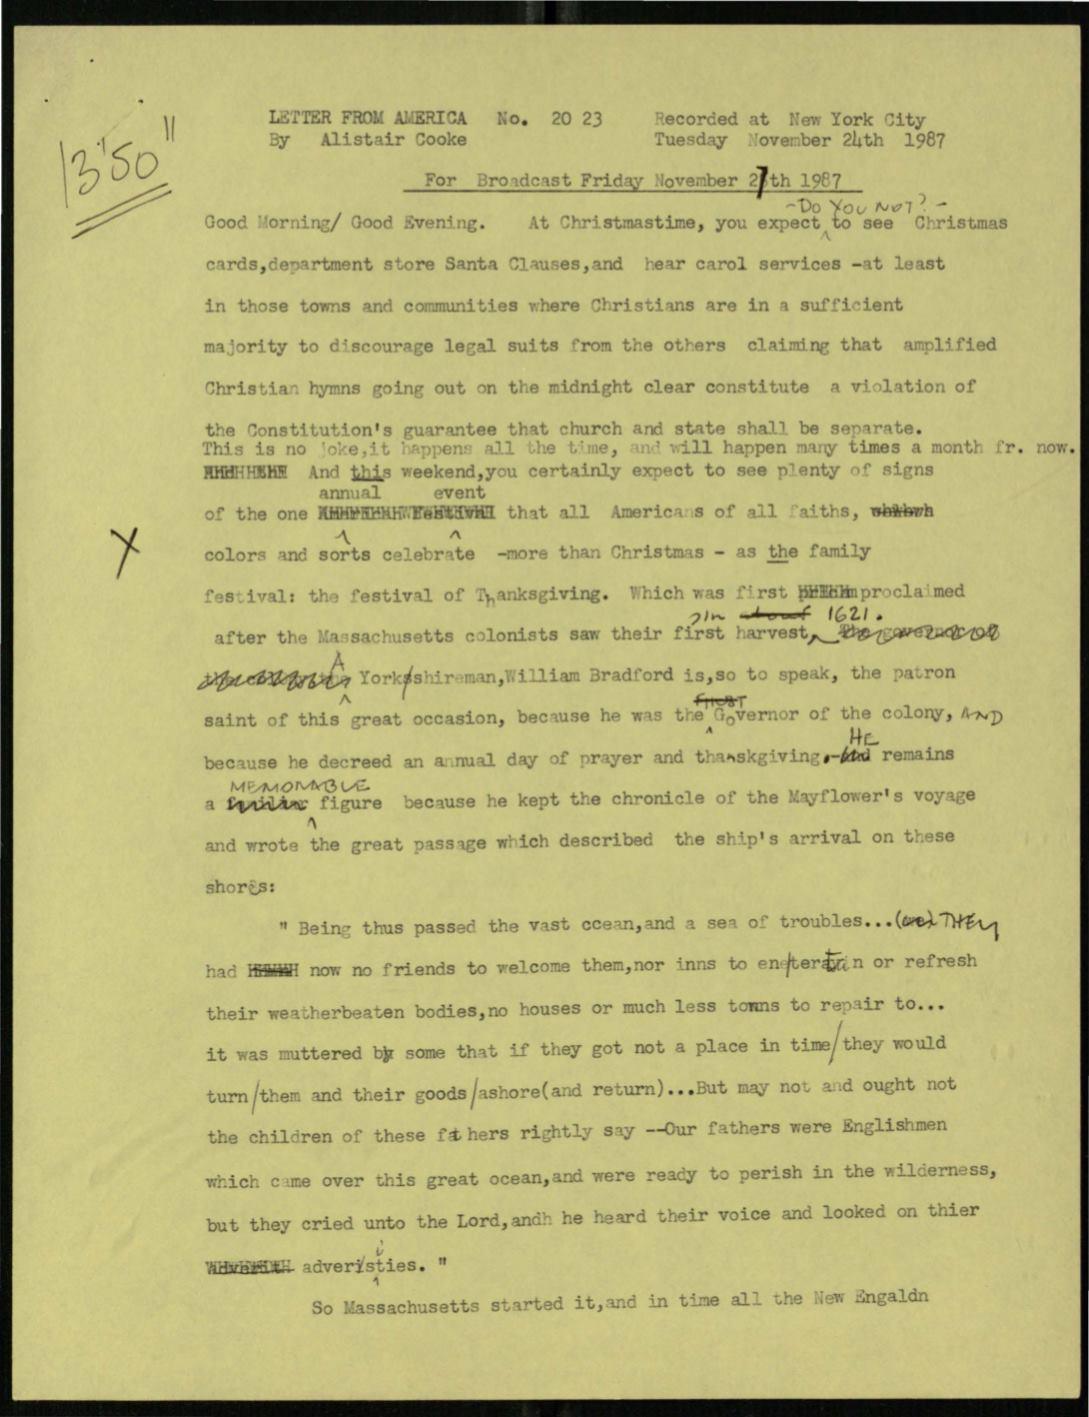 13'50"
LETTER FROM AMERICA No. 20 23 Recorded at New York City
By Alistair Cooke Tuesday November 24th 1987
For Broadcast Friday November 27th 1987
-DO YOU NOT?-
Good Morning/ Good Evening. At Christmastime, you expect to see Christmas
cards,department store Santa Clauses,and hear carol services -at least
in those towns and communities where Christians are in a sufficient
majority to discourage legal suits from the others claiming that amplified
Christian hymns going out on the midnight clear constitute a violation of
the Constitution's guarantee that church and state shall be separate.
This is no joke,it happens all the time, and will happen many times a month fr. now.
And this weekend,you certainly expect to see plenty of signs
annual event
of the one that all Americans of all faiths,
X
colors and sorts celebrate -more than Christmas - as the family
festival: the festival of Thanksgiving. Which was first proclaimed
in about 1621.
after the Massachusetts colonists saw their first harvest, the governor of
A
Yorkshireman,William Bradford is,so to speak, the patron
first
saint of this great occasion, because he was the Governor of the colony, AND
HE
because he decreed an annual day of prayer and thanskgiving.-and remains
MEMORABLE
a familiar figure because he kept the chronicle of the Mayflower's voyage
and wrote the great passage which described the ship's arrival on these
shores:
" Being thus passed the vast ccean,and a sea of troubles...(we) THEY
had now no friends to welcome them,nor inns to entertain or refresh
their weatherbeaten bodies,no houses or much less towns to repair to...
it was muttered by some that if they got not a place in time/they would
turn/them and their goods/ashore(and return)...But may not and ought not
the children of these fathers rightly say --Our fathers were Englishmen
which came over this great ocean,and were ready to perish in the wilderness,
but they cried unto the Lord,andh he heard their voice and looked on thier
i
adver/sties. "
So Massachusetts started it,and in time all the New Engaldn